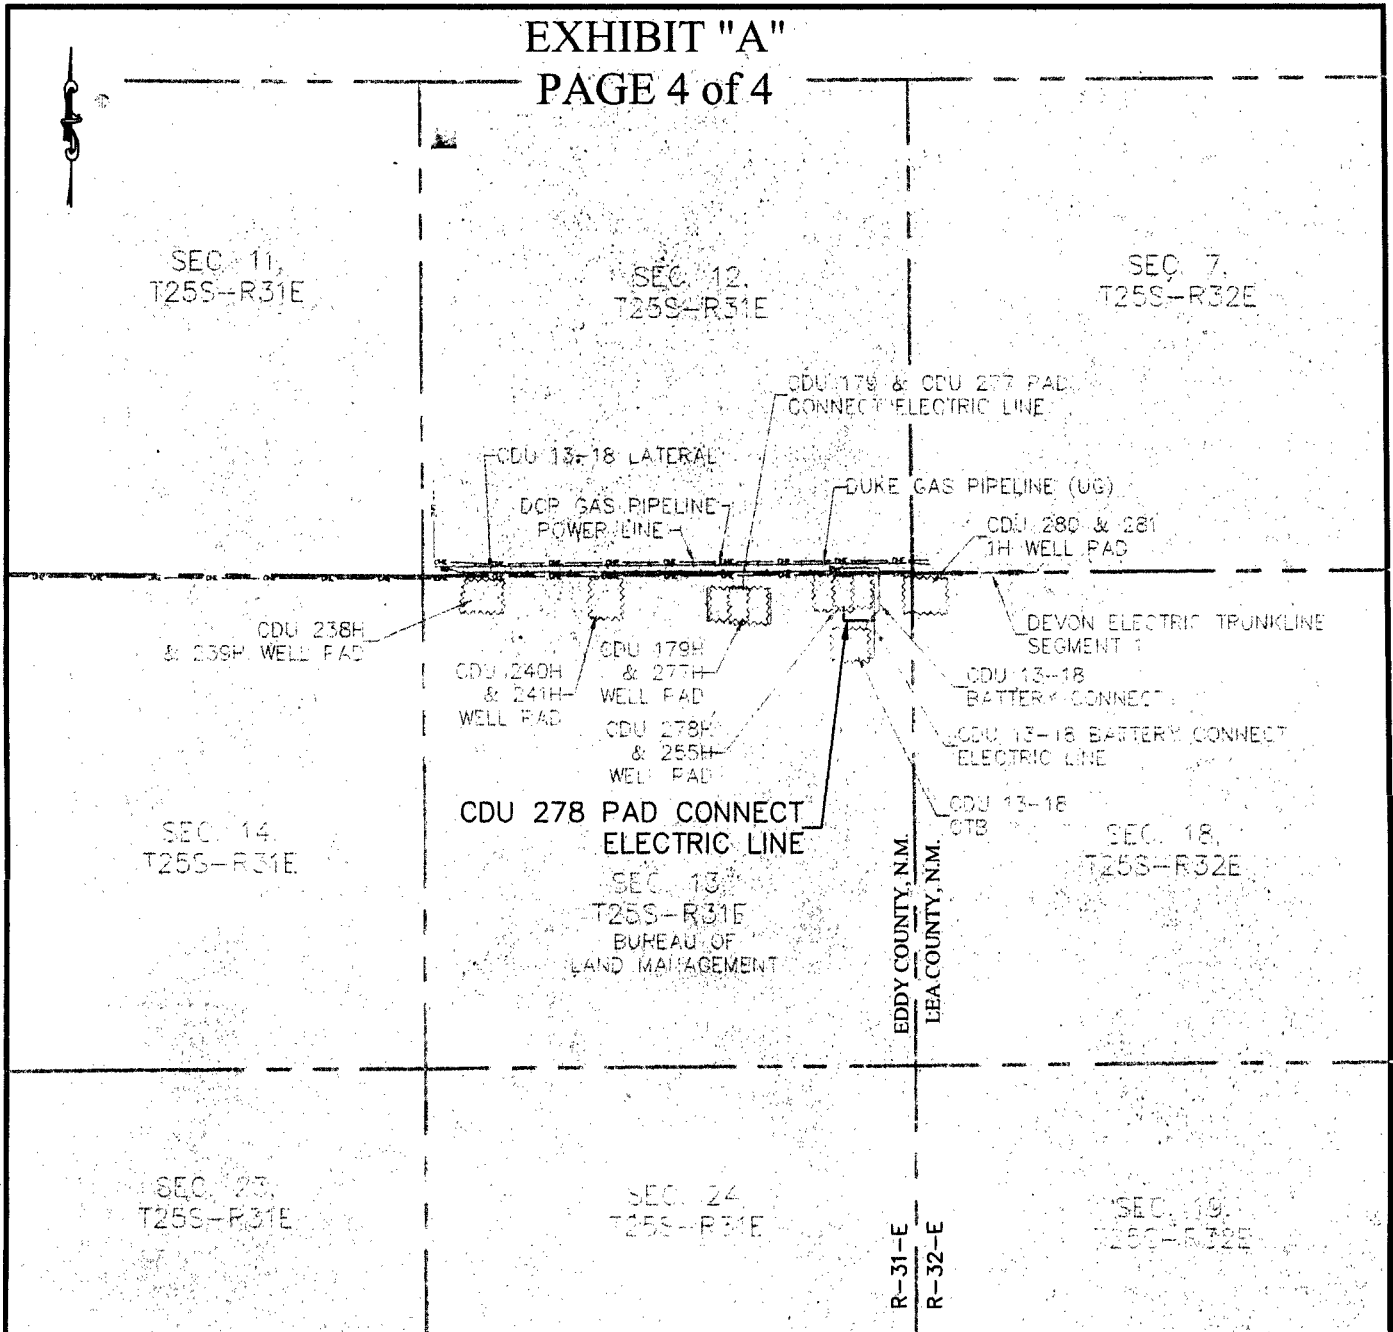 EXHIBIT "A"
PAGE 4 of 4
SEC. 11,
T25S-R31E
SEC. 12,
T25S-R31E
SEC. 7,
T25S-R32E
CDU 179 & CDU 277 PAD
CONNECT ELECTRIC LINE
CDU 13-18 LATERAL
DCP GAS PIPELINE
POWER LINE
DUKE GAS PIPELINE (UG)
CDU 280 & 281
1H WELL PAD
CDU 238H
& 239H WELL PAD
CDU 240H
& 241H
WELL PAD
CDU 179H
& 277H
WELL PAD
CDU 278H
& 255H
WELL PAD
DEVON ELECTRIC TRUNKLINE
SEGMENT 1
CDU 13-18
BATTERY CONNECT
CDU 13-18 BATTERY CONNECT
ELECTRIC LINE
CDU 13-18
CTB
CDU 278 PAD CONNECT
ELECTRIC LINE
SEC. 14,
T25S-R31E
SEC. 13,
T25S-R31E
BUREAU OF
LAND MANAGEMENT
SEC. 18,
T25S-R32E
EDDY COUNTY, N.M.
LEA COUNTY, N.M.
SEC. 23,
T25S-R31E
SEC. 24,
T25S-R31E
SEC. 19,
T25S-R32E
R-31-E
R-32-E